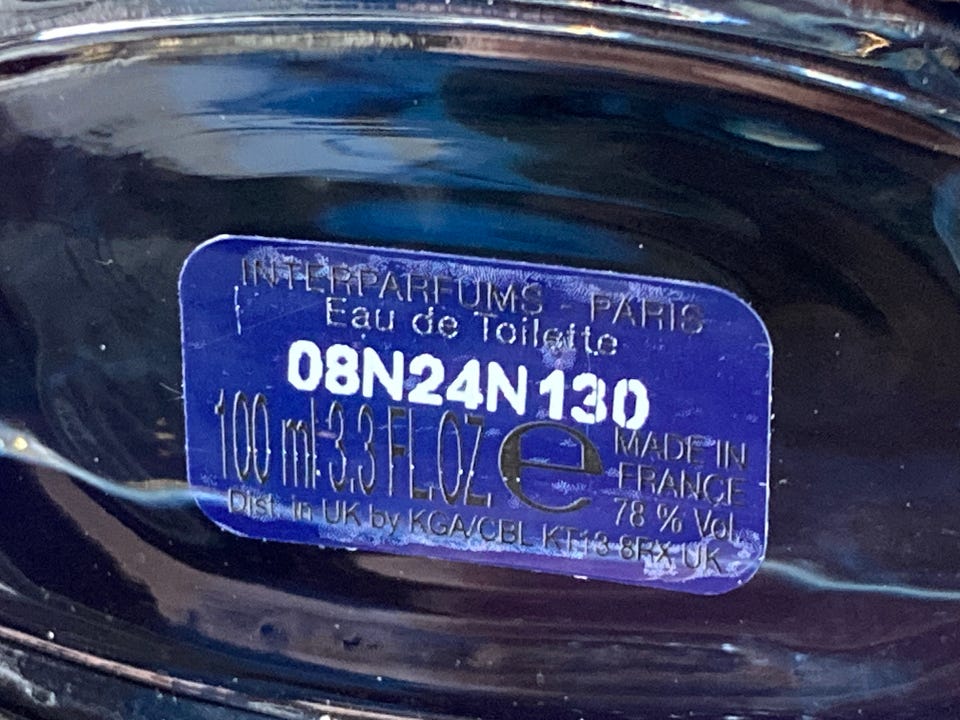 INTERPARFUMS - PARIS
Eau de Toilette
08N24N130
100 ml 3.3 FL.OZ e
MADE IN
FRANCE
78 % Vol.
Dist. in UK by KGA/CBL KT13 8RX UK